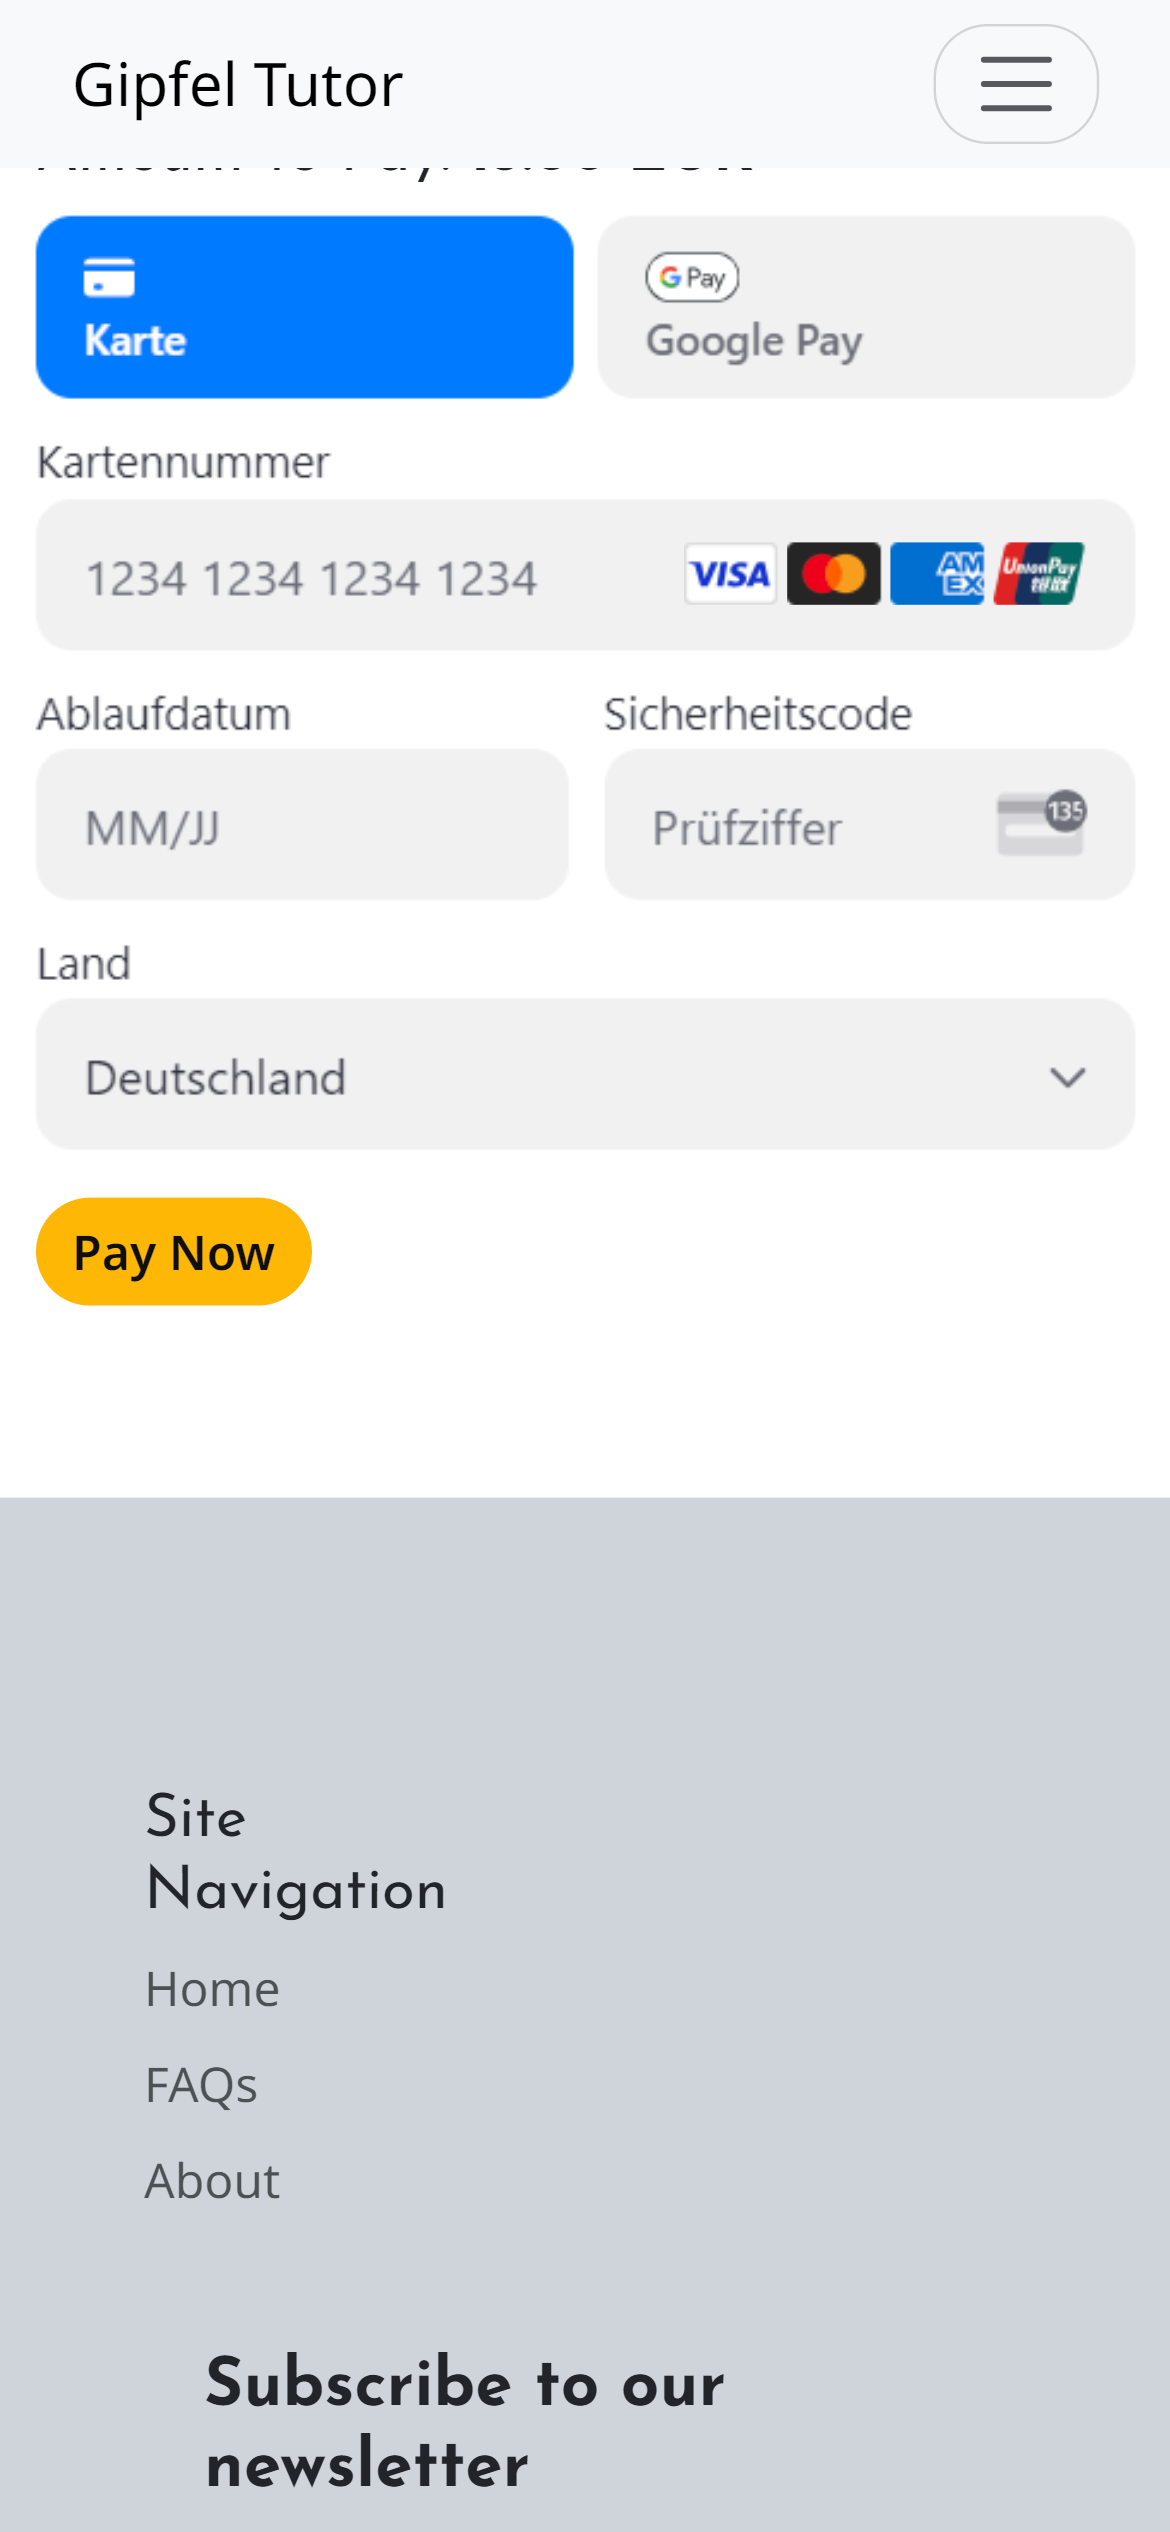 Gipfel Tutor
Karte
G Pay
Google Pay
Kartennummer
1234 1234 1234 1234
VISA
AM
EX
UnionPay
银联
Ablaufdatum
Sicherheitscode
MM/JJ
Prüfziffer
135
Land
Deutschland
Pay Now
Site
Navigation
Home
FAQs
About
Subscribe to our
newsletter